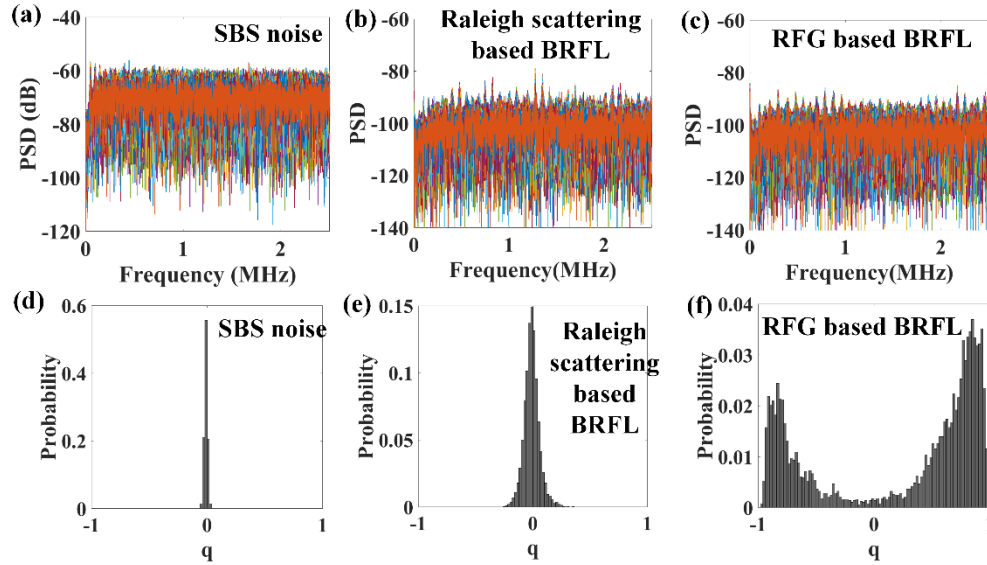 (a)
SBS noise
PSD (dB)
-40
-60
-80
-100
-120
0
1
2
Frequency (MHz)
(b)
Raleigh scattering
based BRFL
PSD
-60
-80
-100
-120
-140
0
1
2
Frequency(MHz)
(c)
RFG based BRFL
PSD
-60
-80
-100
-120
-140
0
1
2
Frequency(MHz)
(d)
SBS noise
Probability
0.6
0.4
0.2
0
-1
0
1
q
(e)
Raleigh
scattering
based
BRFL
Probability
0.15
0.1
0.05
0
-1
0
1
q
(f)
RFG based BRFL
Probability
0.04
0.03
0.02
0.01
0
-1
0
q